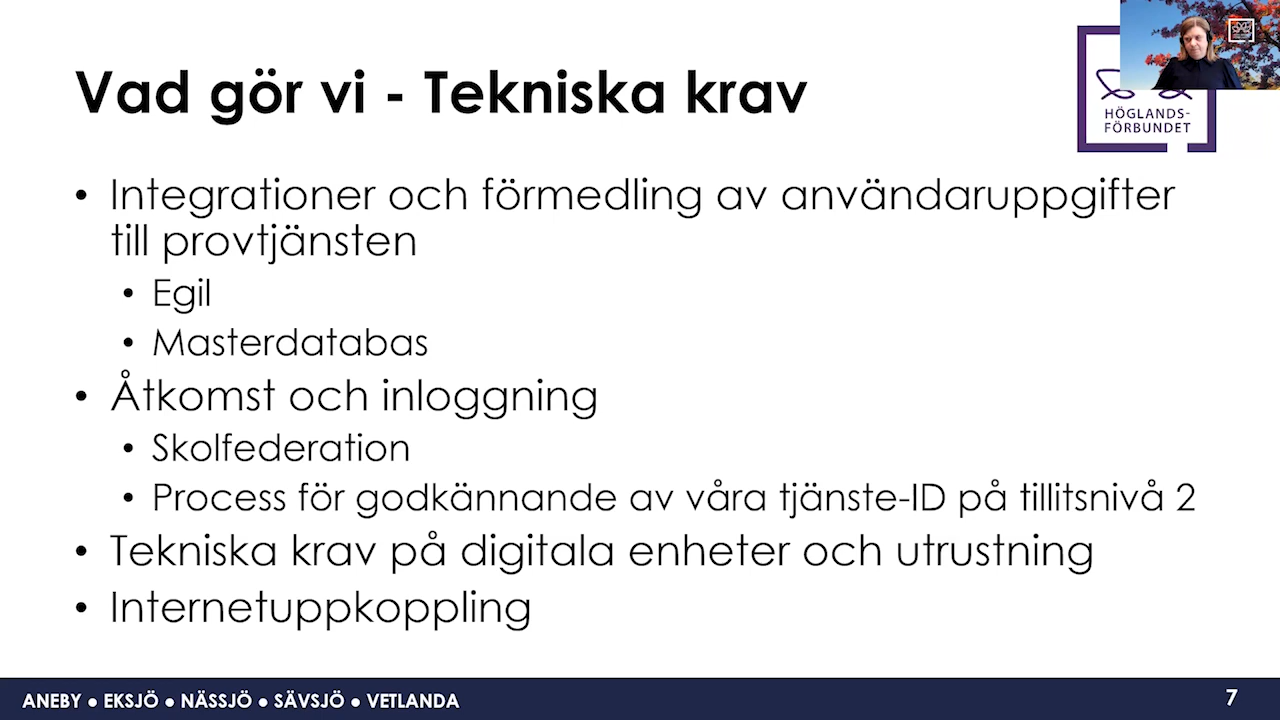 Vad gör vi - Tekniska krav
HÖGLANDS-
FÖRBUNDET
• Integrationer och förmedling av användaruppgifter
till provtjänsten
• Egil
• Masterdatabas
• Åtkomst och inloggning
• Skolfederation
• Process för godkännande av våra tjänste-ID på tillitsnivå 2
• Tekniska krav på digitala enheter och utrustning
• Internetuppkoppling
ANEBY ● EKSJÖ ● NÄSSJÖ ● SÄVSJÖ ● VETLANDA
7